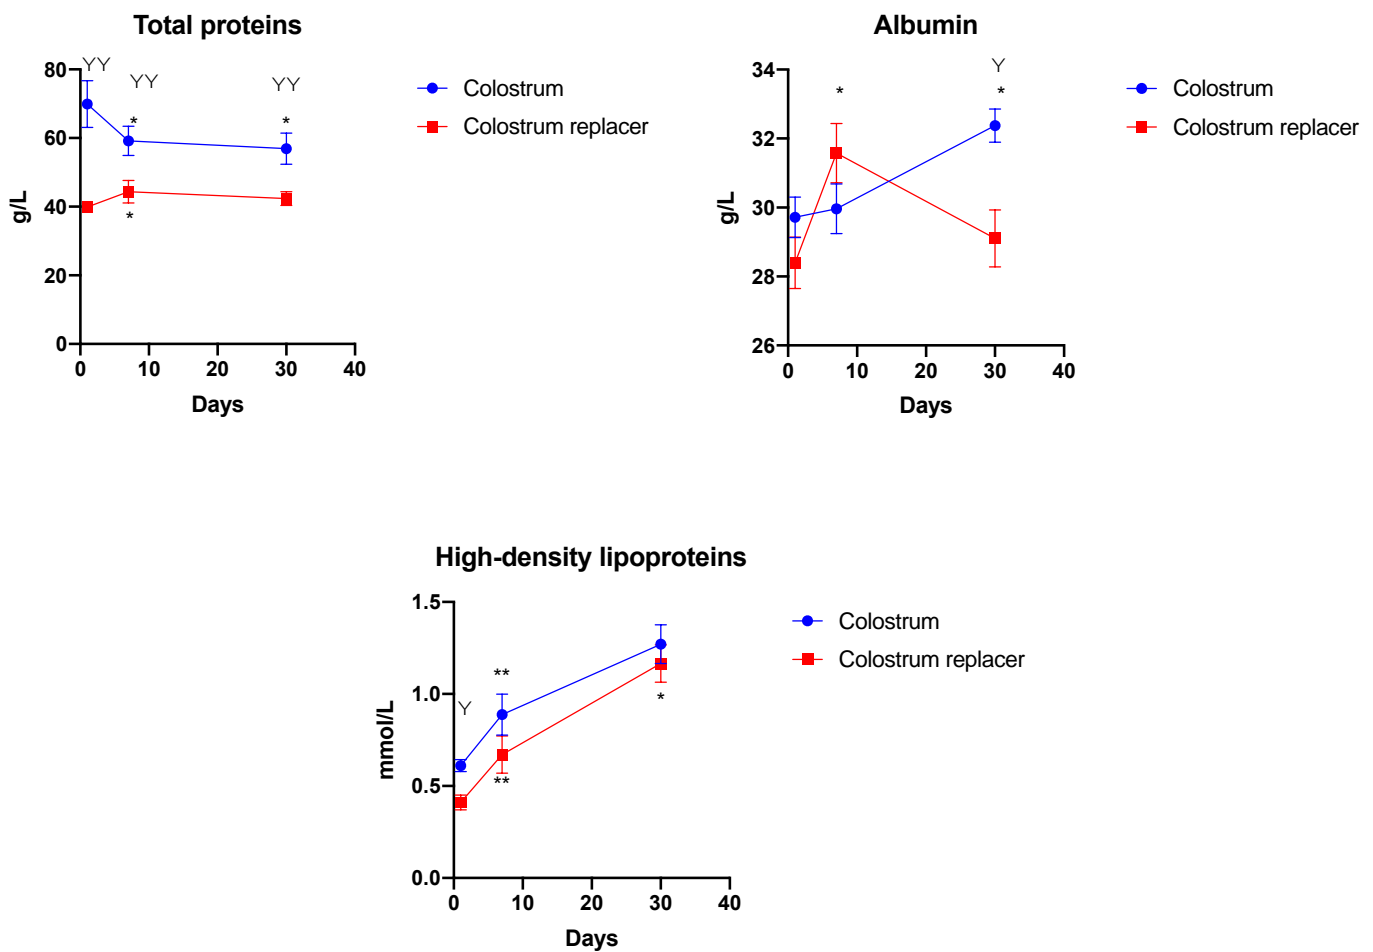 Total proteins
YY
YY
YY
*
*
*
80
60
40
20
0
g/L
0 10 20 30 40
Days
Colostrum
Colostrum replacer
Albumin
Y
*
*
34
32
30
28
26
g/L
0 10 20 30 40
Days
Colostrum
Colostrum replacer
High-density lipoproteins
1.5
1.0
0.5
0.0
mmol/L
Y
**
**
*
0 10 20 30 40
Days
Colostrum
Colostrum replacer